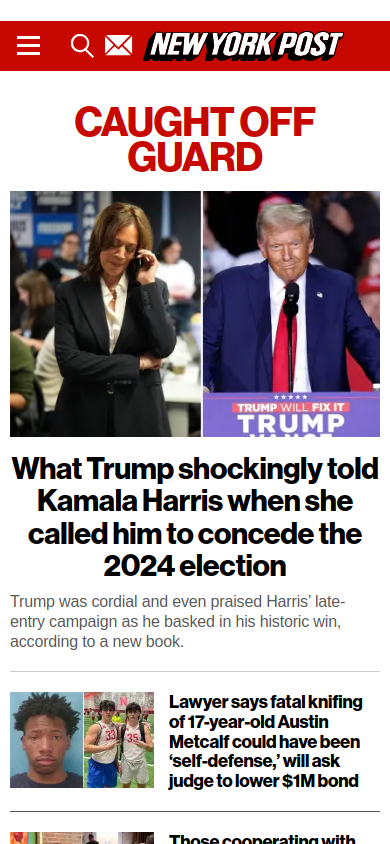 NEW YORK POST
CAUGHT OFF
GUARD
TRUMP WILL FIX IT
TRUMP
VANCE
What Trump shockingly told
Kamala Harris when she
called him to concede the
2024 election
Trump was cordial and even praised Harris’ late-
entry campaign as he basked in his historic win,
according to a new book.
33
35
Lawyer says fatal knifing
of 17-year-old Austin
Metcalf could have been
‘self-defense,’ will ask
judge to lower $1M bond
Those cooperating with